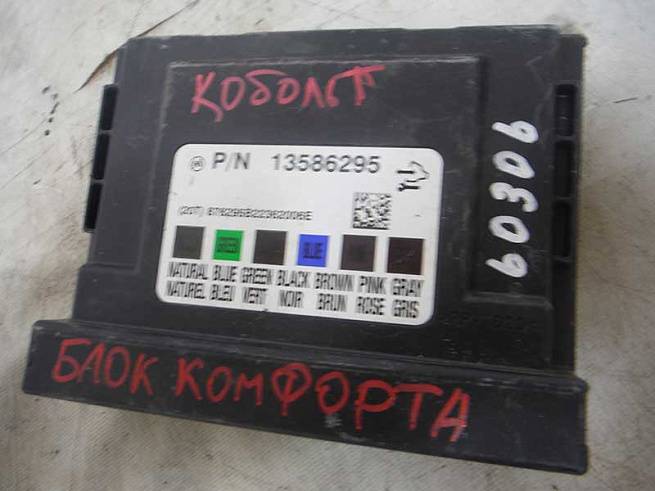 КОБОЛЬТ
P/N 13586295
60306
GREEN
BLUE
NATURAL BLUE GREEN BLACK BROWN PINK GRAY
NATUREL BLEU VERT NOIR BRUN ROSE GRIS
БЛОК КОМФОРТА